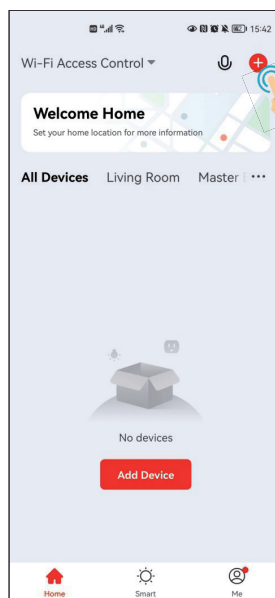 15:42
Wi-Fi Access Control
Welcome Home
Set your home location for more information
All Devices Living Room Master
No devices
Add Device
Home Smart Me